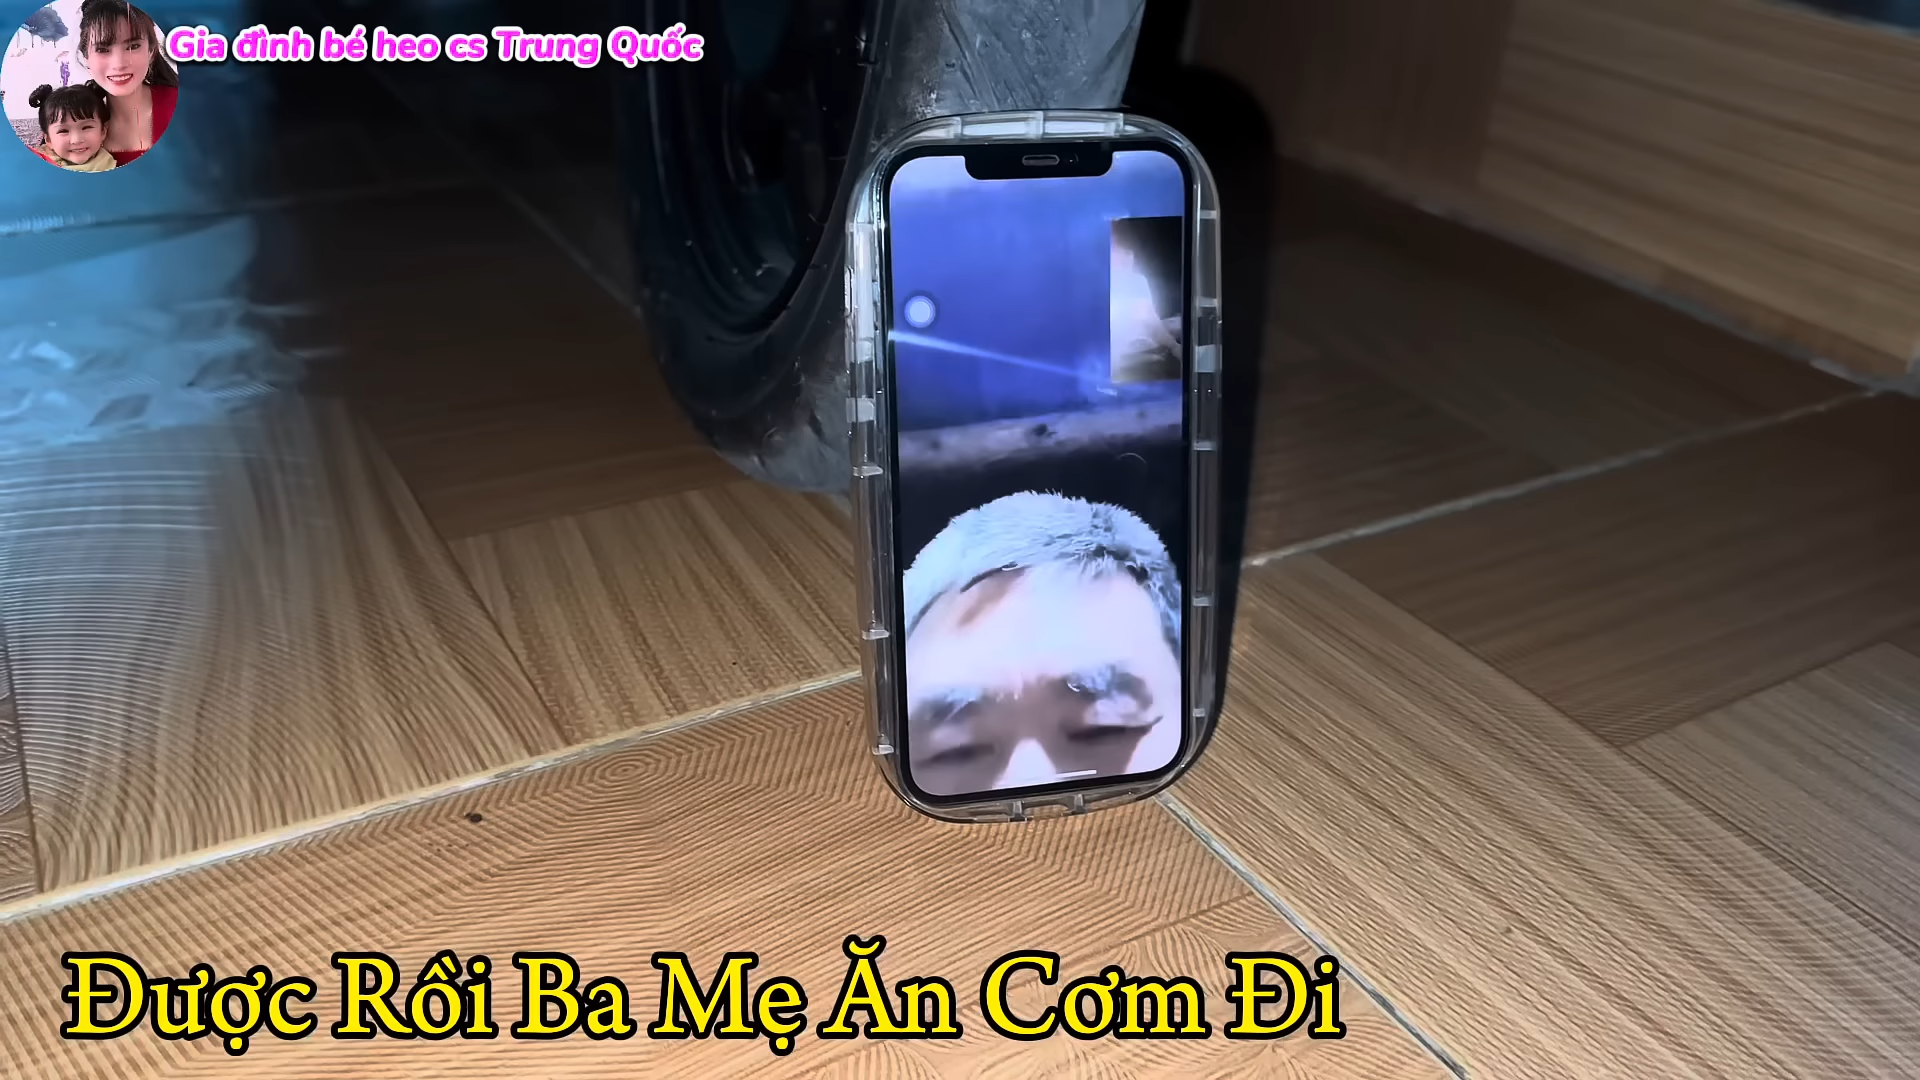 Gia đình bé heo cs Trung Quốc
Được Rồi Ba Mẹ Ăn Cơm Đi